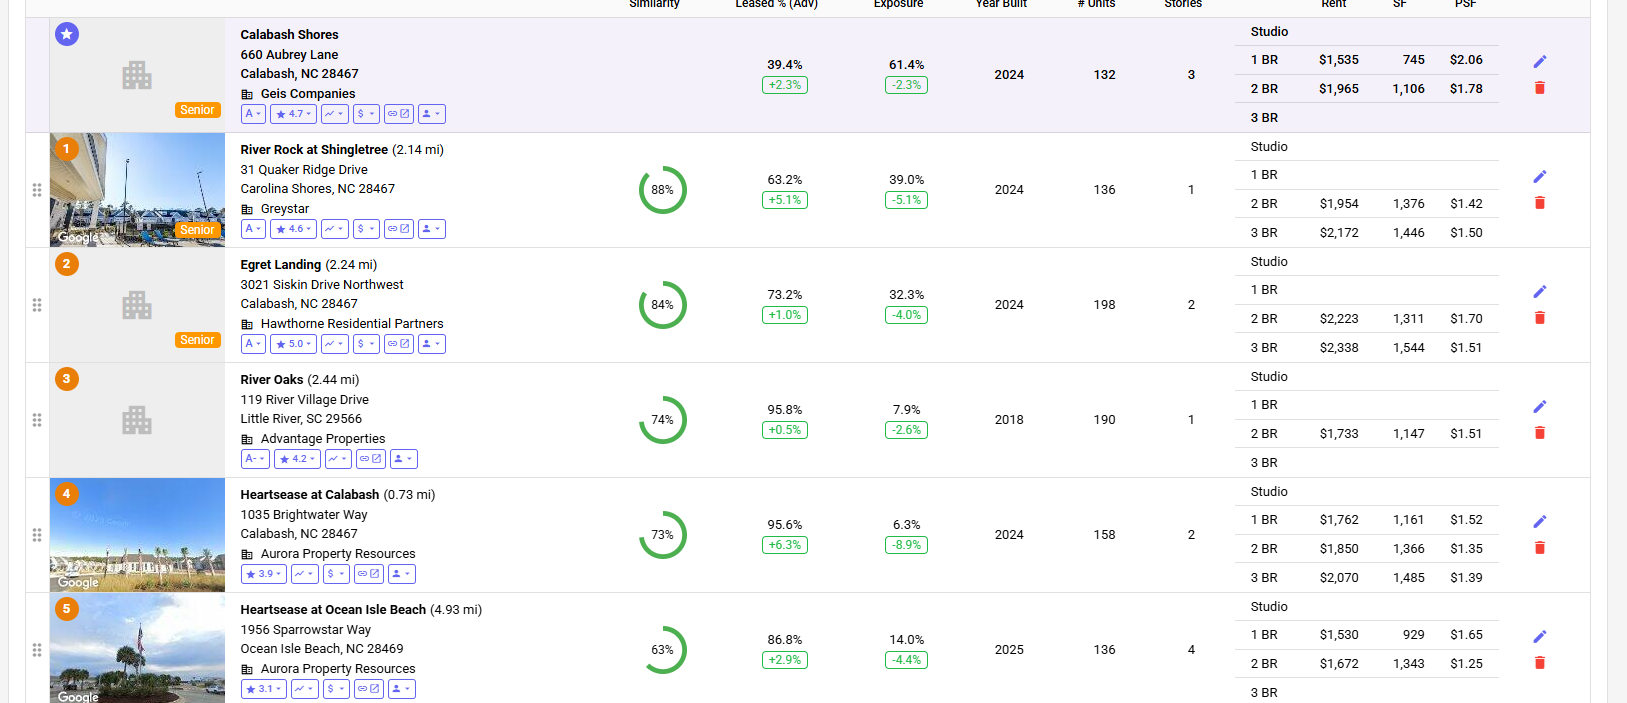 Similarity Leased % (Adv) Exposure Year Built # Units Stories Rent SF PSF
Calabash Shores
660 Aubrey Lane
Calabash, NC 28467
Geis Companies
A 4.7 $
Senior
39.4% 61.4% 2024 132 3
+2.3% -2.3%
Studio
1 BR $1,535 745 $2.06
2 BR $1,965 1,106 $1.78
3 BR
1
River Rock at Shingletree (2.14 mi)
31 Quaker Ridge Drive
Carolina Shores, NC 28467
Greystar
A 4.6 $
Senior
Google
88% 63.2% 39.0% 2024 136 1
+5.1% -5.1%
Studio
1 BR
2 BR $1,954 1,376 $1.42
3 BR $2,172 1,446 $1.50
2
Egret Landing (2.24 mi)
3021 Siskin Drive Northwest
Calabash, NC 28467
Hawthorne Residential Partners
A 5.0 $
Senior
84% 73.2% 32.3% 2024 198 2
+1.0% -4.0%
Studio
1 BR
2 BR $2,223 1,311 $1.70
3 BR $2,338 1,544 $1.51
3
River Oaks (2.44 mi)
119 River Village Drive
Little River, SC 29566
Advantage Properties
A- 4.2
74% 95.8% 7.9% 2018 190 1
+0.5% -2.6%
Studio
1 BR
2 BR $1,733 1,147 $1.51
3 BR
4
Heartsease at Calabash (0.73 mi)
1035 Brightwater Way
Calabash, NC 28467
Aurora Property Resources
3.9 $
Google
73% 95.6% 6.3% 2024 158 2
+6.3% -8.9%
Studio
1 BR $1,762 1,161 $1.52
2 BR $1,850 1,366 $1.35
3 BR $2,070 1,485 $1.39
5
Heartsease at Ocean Isle Beach (4.93 mi)
1956 Sparrowstar Way
Ocean Isle Beach, NC 28469
Aurora Property Resources
3.1 $
Google
63% 86.8% 14.0% 2025 136 4
+2.9% -4.4%
Studio
1 BR $1,530 929 $1.65
2 BR $1,672 1,343 $1.25
3 BR